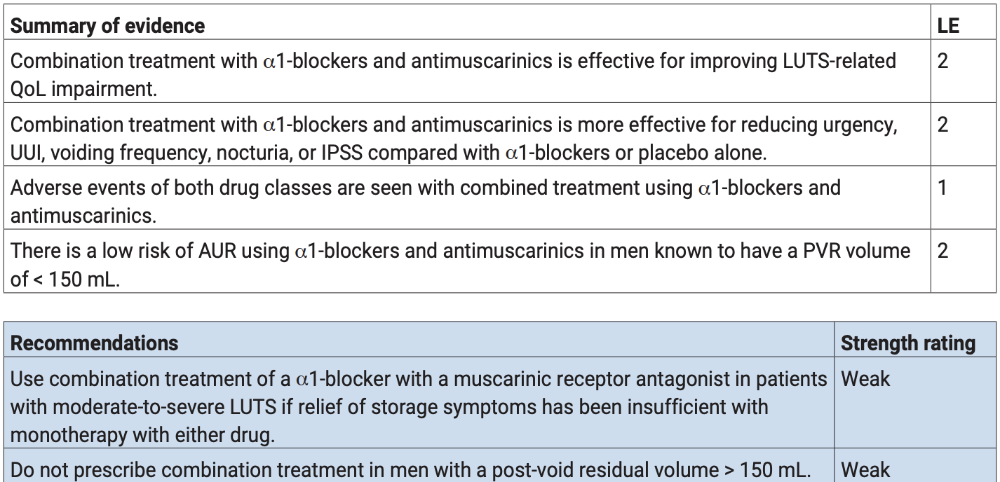 Summary of evidence LE
Combination treatment with α1-blockers and antimuscarinics is effective for improving LUTS-related 2
QoL impairment.
Combination treatment with α1-blockers and antimuscarinics is more effective for reducing urgency, 2
UUI, voiding frequency, nocturia, or IPSS compared with α1-blockers or placebo alone.
Adverse events of both drug classes are seen with combined treatment using α1-blockers and 1
antimuscarinics.
There is a low risk of AUR using α1-blockers and antimuscarinics in men known to have a PVR volume 2
of < 150 mL.
Recommendations Strength rating
Use combination treatment of a α1-blocker with a muscarinic receptor antagonist in patients Weak
with moderate-to-severe LUTS if relief of storage symptoms has been insufficient with
monotherapy with either drug.
Do not prescribe combination treatment in men with a post-void residual volume > 150 mL. Weak